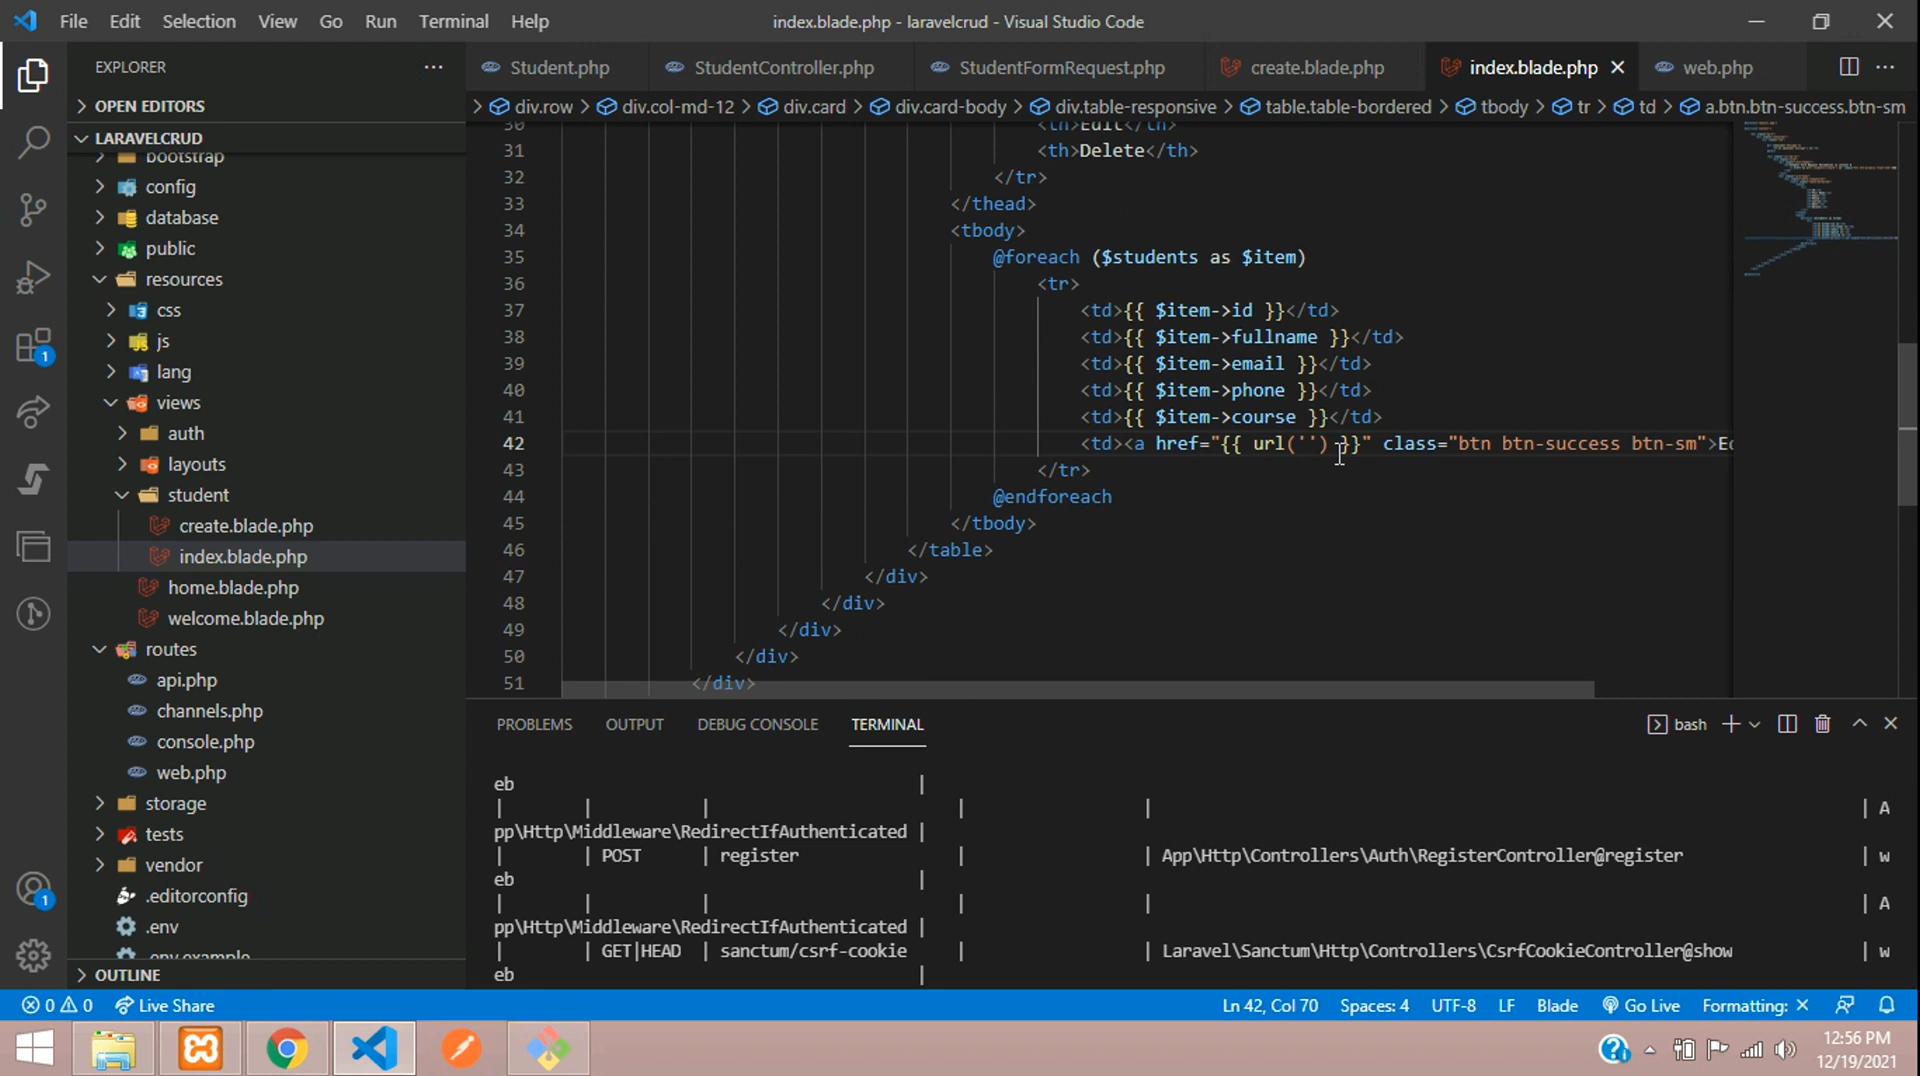 File Edit Selection View Go Run Terminal Help
index.blade.php - laravelcrud - Visual Studio Code
EXPLORER
Student.php StudentController.php StudentFormRequest.php create.blade.php index.blade.php web.php
OPEN EDITORS
div.row div.col-md-12 div.card div.card-body div.table-responsive table.table-bordered tbody tr td a.btn.btn-success.btn-sm
LARAVELCRUD
bootstrap
config
database
public
resources
css
js
lang
views
auth
layouts
student
create.blade.php
index.blade.php
home.blade.php
welcome.blade.php
routes
api.php
channels.php
console.php
web.php
storage
tests
vendor
.editorconfig
.env
.env.example
OUTLINE
30 <th>Edit</th>
31 <th>Delete</th>
32 </tr>
33 </thead>
34 <tbody>
35 @foreach ($students as $item)
36 <tr>
37 <td>{{ $item->id }}</td>
38 <td>{{ $item->fullname }}</td>
39 <td>{{ $item->email }}</td>
40 <td>{{ $item->phone }}</td>
41 <td>{{ $item->course }}</td>
42 <td><a href="{{ url('') }}" class="btn btn-success btn-sm">Ed
43 </tr>
44 @endforeach
45 </tbody>
46 </table>
47 </div>
48 </div>
49 </div>
50 </div>
51 </div>
PROBLEMS OUTPUT DEBUG CONSOLE TERMINAL
bash
eb |
| | | | | | A
pp\Http\Middleware\RedirectIfAuthenticated |
| | POST | register | | App\Http\Controllers\Auth\RegisterController@register | w
eb |
| | | | | | A
pp\Http\Middleware\RedirectIfAuthenticated |
| | GET|HEAD | sanctum/csrf-cookie | | Laravel\Sanctum\Http\Controllers\CsrfCookieController@show | w
eb |
0 0 Live Share
Ln 42, Col 70 Spaces: 4 UTF-8 LF Blade Go Live Formatting: ×
1
1
12:56 PM
12/19/2021